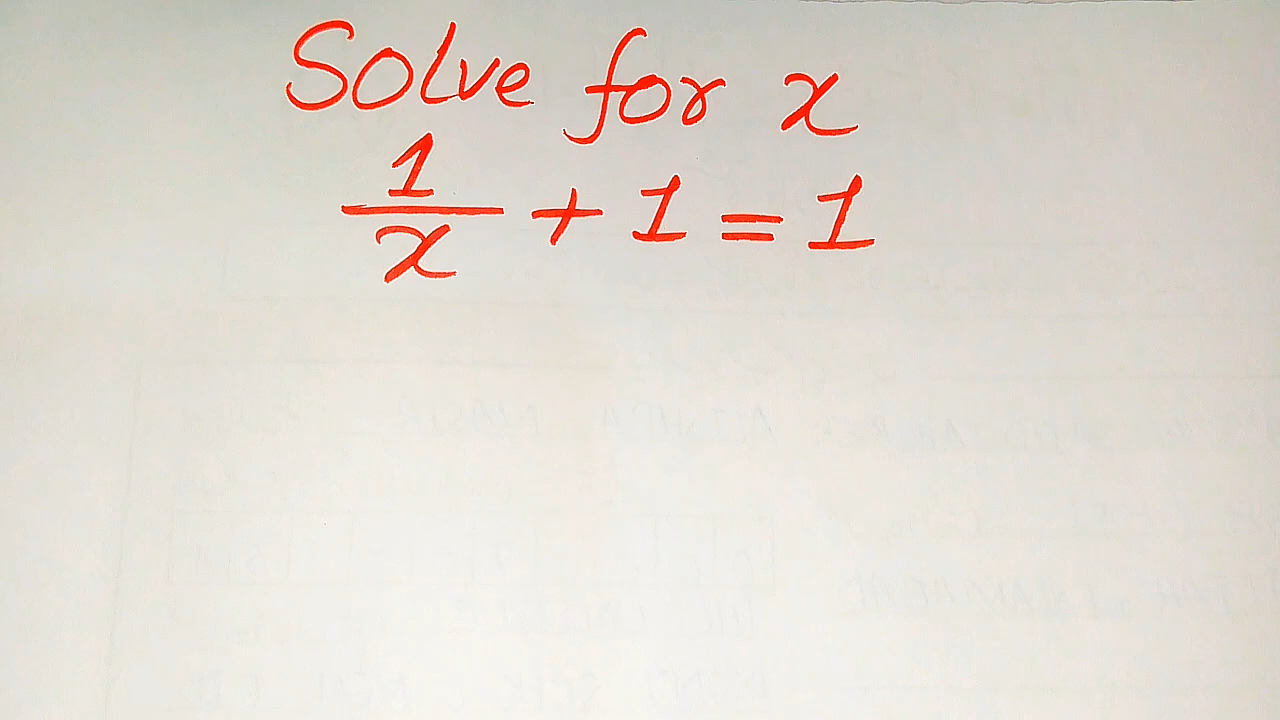 Solve for x
1/x + 1 = 1